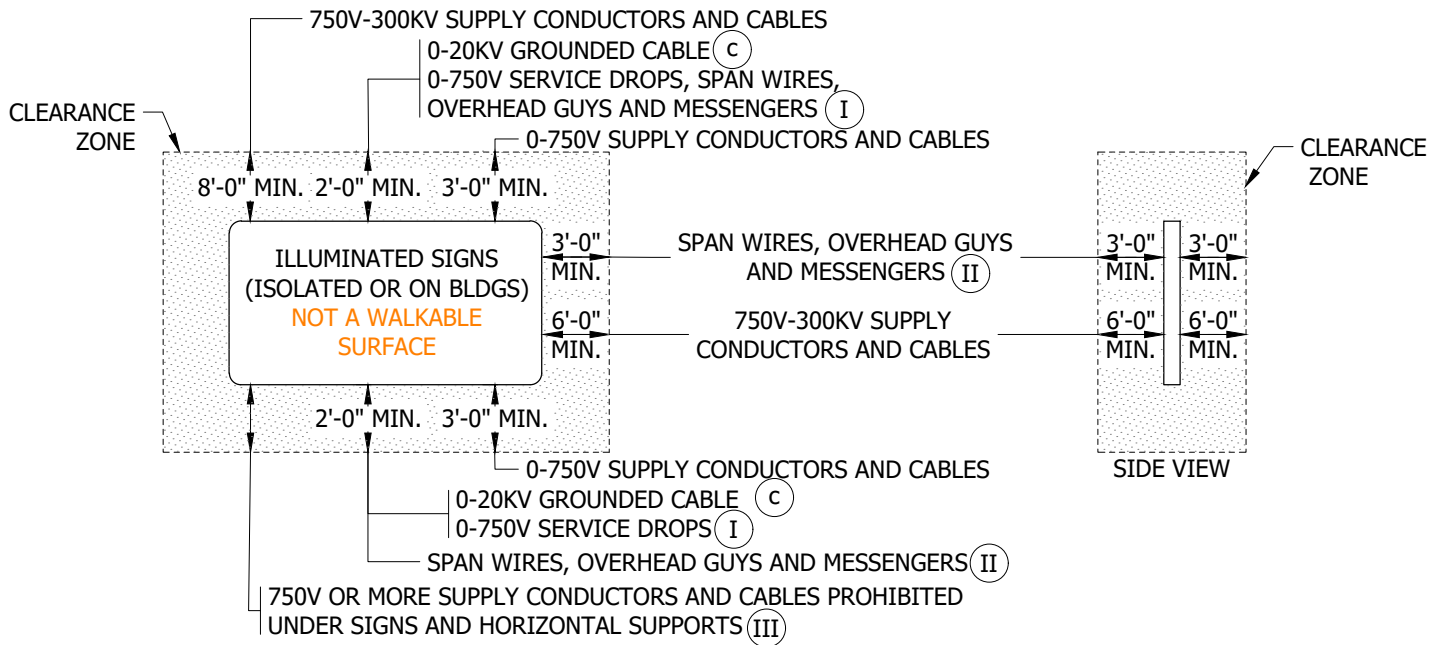 750V-300KV SUPPLY CONDUCTORS AND CABLES
0-20KV GROUNDED CABLE C
0-750V SERVICE DROPS, SPAN WIRES,
OVERHEAD GUYS AND MESSENGERS I
CLEARANCE
ZONE
0-750V SUPPLY CONDUCTORS AND CABLES
CLEARANCE
ZONE
8'-0" MIN. 2'-0" MIN. 3'-0" MIN.
ILLUMINATED SIGNS
(ISOLATED OR ON BLDGS)
NOT A WALKABLE
SURFACE
3'-0"
MIN.
SPAN WIRES, OVERHEAD GUYS
AND MESSENGERS II
3'-0"
MIN.
3'-0"
MIN.
6'-0"
MIN.
750V-300KV SUPPLY
CONDUCTORS AND CABLES
6'-0"
MIN.
6'-0"
MIN.
2'-0" MIN. 3'-0" MIN.
0-750V SUPPLY CONDUCTORS AND CABLES
SIDE VIEW
0-20KV GROUNDED CABLE C
0-750V SERVICE DROPS I
SPAN WIRES, OVERHEAD GUYS AND MESSENGERS II
750V OR MORE SUPPLY CONDUCTORS AND CABLES PROHIBITED
UNDER SIGNS AND HORIZONTAL SUPPORTS III